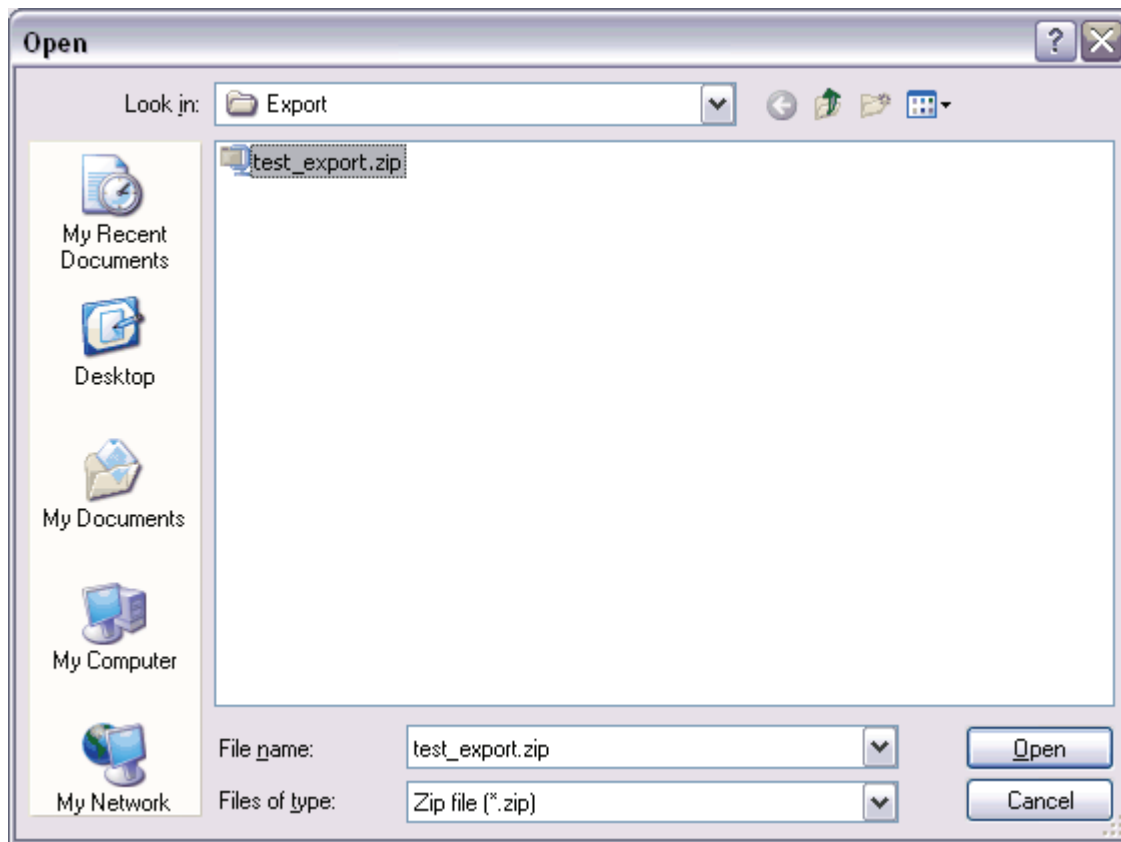 Open
Look in:
Export
test_export.zip
My Recent
Documents
Desktop
My Documents
My Computer
My Network
File name:
test_export.zip
Open
Files of type:
Zip file (*.zip)
Cancel